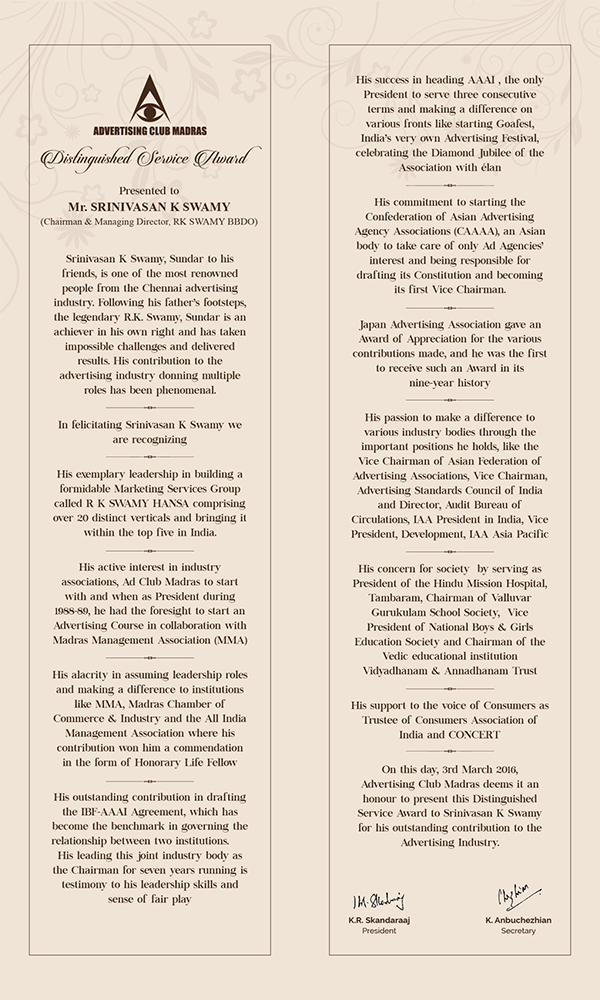 ADVERTISING CLUB MADRAS
Distinguished Service Award
Presented to
Mr. SRINIVASAN K SWAMY
(Chairman & Managing Director, RK SWAMY BBDO)
Srinivasan K Swamy, Sundar to his
friends, is one of the most renowned
people from the Chennai advertising
industry. Following his father's footsteps,
the legendary R.K. Swamy, Sundar is an
achiever in his own right and has taken
impossible challenges and delivered
results. His contribution to the
advertising industry donning multiple
roles has been phenomenal.
In felicitating Srinivasan K Swamy we
are recognizing
His exemplary leadership in building a
formidable Marketing Services Group
called R K SWAMY HANSA comprising
over 20 distinct verticals and bringing it
within the top five in India.
His active interest in industry
associations, Ad Club Madras to start
with and when as President during
1988-89, he had the foresight to start an
Advertising Course in collaboration with
Madras Management Association (MMA)
His alacrity in assuming leadership roles
and making a difference to institutions
like MMA, Madras Chamber of
Commerce & Industry and the All India
Management Association where his
contribution won him a commendation
in the form of Honorary Life Fellow
His outstanding contribution in drafting
the IBF-AAAI Agreement, which has
become the benchmark in governing the
relationship between two institutions.
His leading this joint industry body as
the Chairman for seven years running is
testimony to his leadership skills and
sense of fair play
His success in heading AAAI , the only
President to serve three consecutive
terms and making a difference on
various fronts like starting Goafest,
India's very own Advertising Festival,
celebrating the Diamond Jubilee of the
Association with élan
His commitment to starting the
Confederation of Asian Advertising
Agency Associations (CAAAA), an Asian
body to take care of only Ad Agencies'
interest and being responsible for
drafting its Constitution and becoming
its first Vice Chairman.
Japan Advertising Association gave an
Award of Appreciation for the various
contributions made, and he was the first
to receive such an Award in its
nine-year history
His passion to make a difference to
various industry bodies through the
important positions he holds, like the
Vice Chairman of Asian Federation of
Advertising Associations, Vice Chairman,
Advertising Standards Council of India
and Director, Audit Bureau of
Circulations, IAA President in India, Vice
President, Development, IAA Asia Pacific
His concern for society by serving as
President of the Hindu Mission Hospital,
Tambaram, Chairman of Valluvar
Gurukulam School Society, Vice
President of National Boys & Girls
Education Society and Chairman of the
Vedic educational institution
Vidyadhanam & Annadhanam Trust
His support to the voice of Consumers as
Trustee of Consumers Association of
India and CONCERT
On this day, 3rd March 2016,
Advertising Club Madras deems it an
honour to present this Distinguished
Service Award to Srinivasan K Swamy
for his outstanding contribution to the
Advertising Industry.
K.R. Skandaraaj
President
K. Anbuchezhian
Secretary